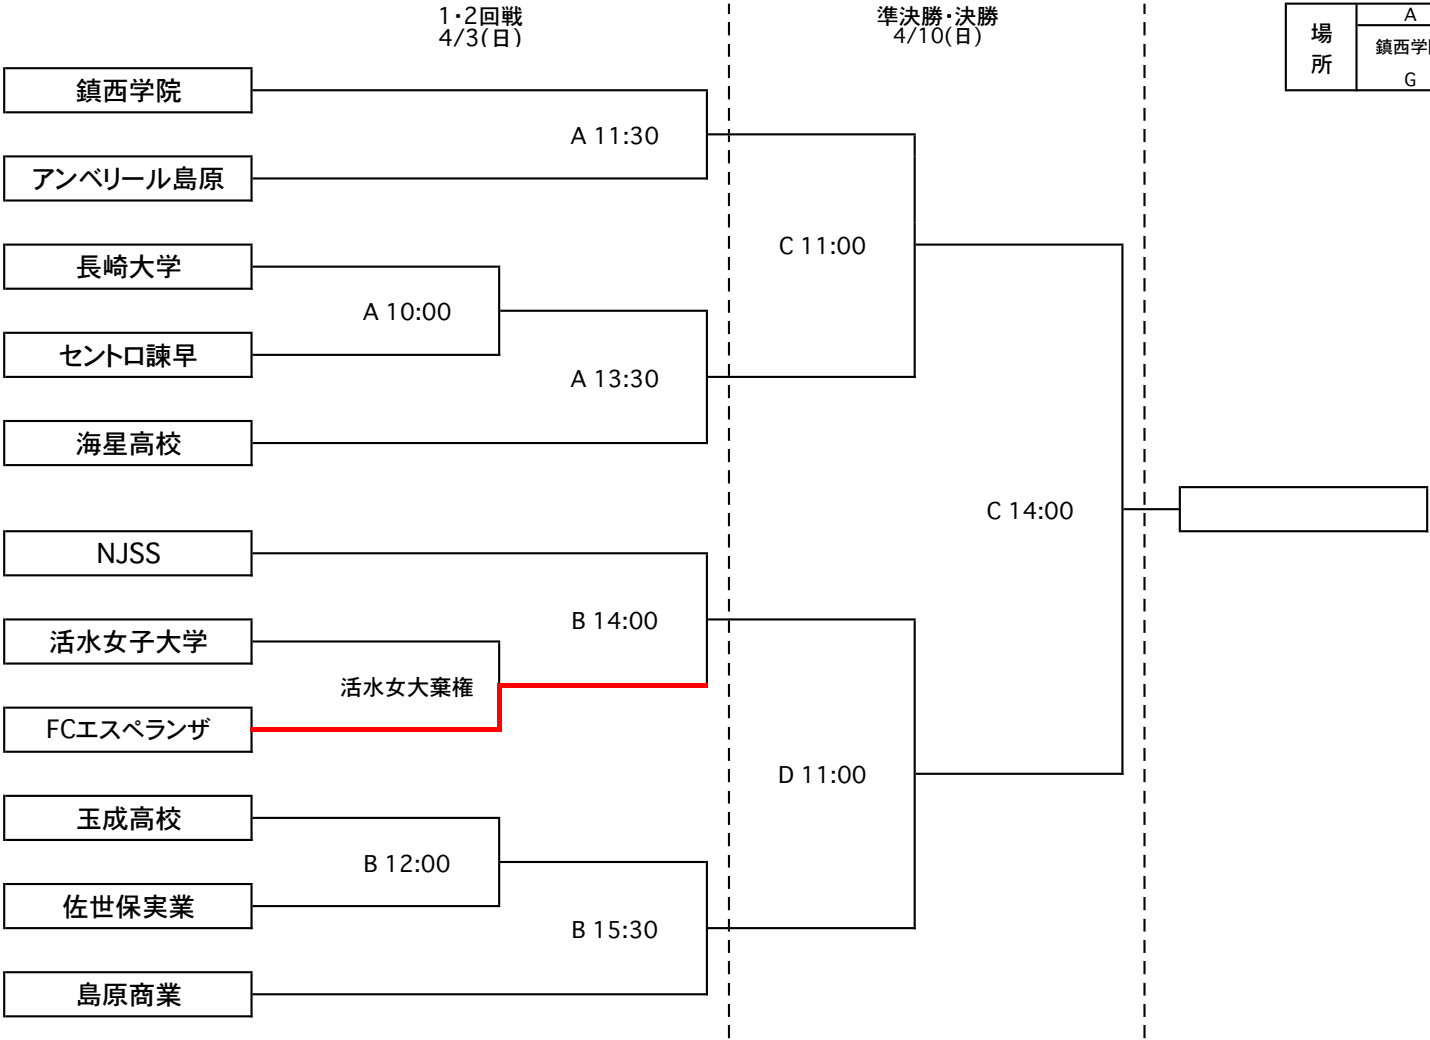 1・2回戦
4/3(日)
準決勝・決勝
4/10(日)
場所
A
鎮西学
G
鎮西学院
A 11:30
アンベリール島原
C 11:00
長崎大学
A 10:00
セントロ諫早
A 13:30
海星高校
C 14:00
NJSS
B 14:00
活水女子大学
活水女大棄権
FCエスペランザ
D 11:00
玉成高校
B 12:00
佐世保実業
B 15:30
島原商業